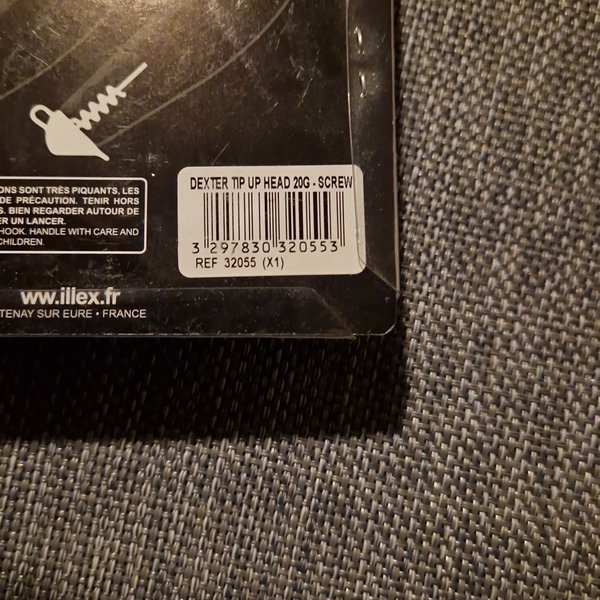 ONS SONT TRÈS PIQUANTS, LES
DE PRÉCAUTION. TENIR HORS
S. BIEN REGARDER AUTOUR DE
ER UN LANCER.
HOOK. HANDLE WITH CARE AND
CHILDREN.
DEXTER TIP UP HEAD 20G - SCREW
3 297830 320553
REF 32055 (X1)
www.illex.fr
TENAY SUR EURE • FRANCE